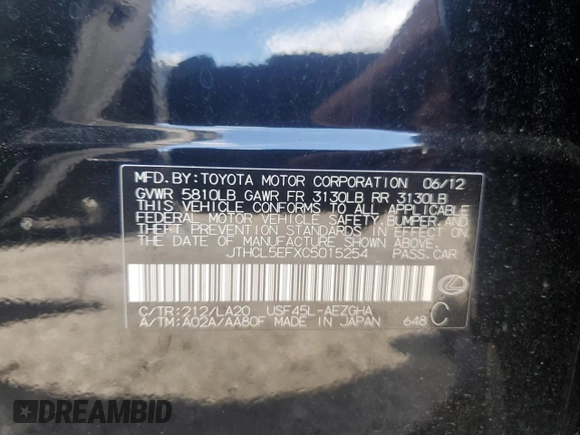 MFD. BY: TOYOTA MOTOR CORPORATION 06/12
GVWR 5810LB GAWR FR 3130LB RR 3130LB
THIS VEHICLE CONFORMS TO ALL APPLICABLE
FEDERAL MOTOR VEHICLE SAFETY, BUMPER, AND
THEFT PREVENTION STANDARDS IN EFFECT ON
THE DATE OF MANUFACTURE SHOWN ABOVE.
JTHCL5EFXC5015254 PASS.CAR
C/TR:212/LA20 USF45L-AEZGHA
A/TM:A02A/AA80F MADE IN JAPAN 648 C
DREAMBID